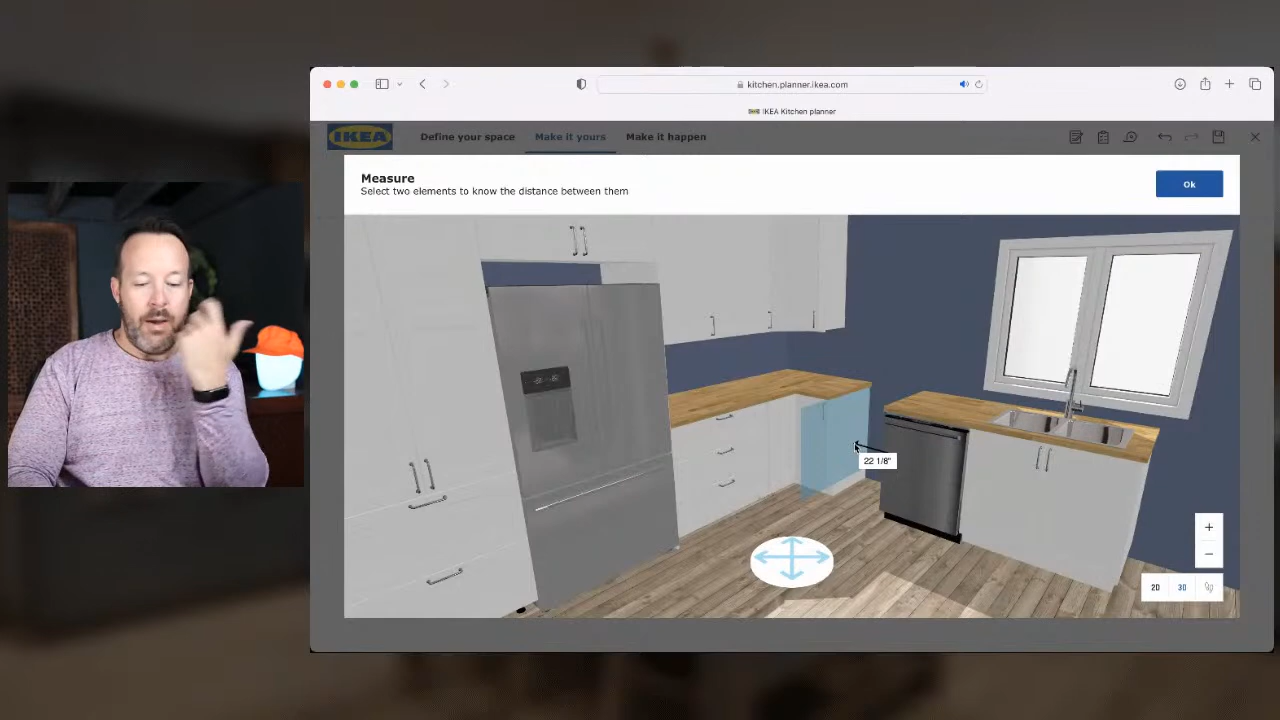 kitchen.planner.ikea.com
IKEA Kitchen planner
IKEA
Define your space
Make it yours
Make it happen
Measure
Select two elements to know the distance between them
Ok
22 1/8"
+
−
2D
3D